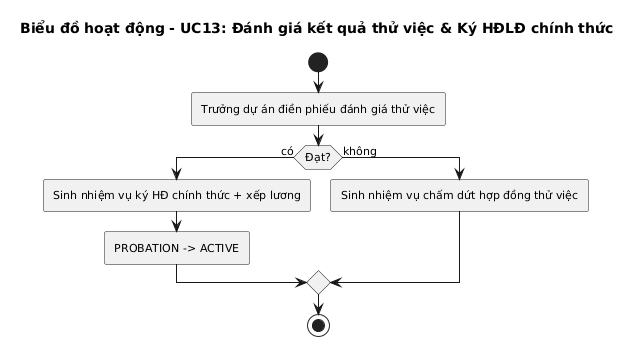 Biểu đồ hoạt động - UC13: Đánh giá kết quả thử việc & Ký HĐLĐ chính thức
Trưởng dự án điền phiếu đánh giá thử việc
có
Đạt?
không
Sinh nhiệm vụ ký HĐ chính thức + xếp lương
Sinh nhiệm vụ chấm dứt hợp đồng thử việc
PROBATION -> ACTIVE